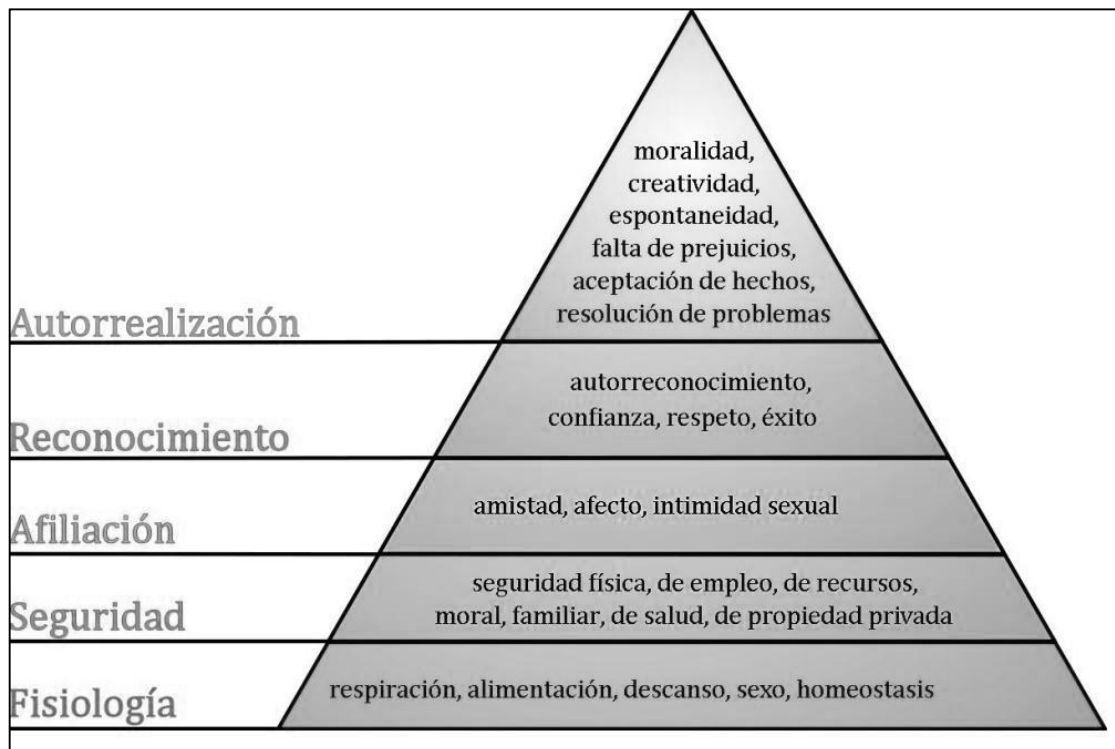 moralidad,
creatividad,
espontaneidad,
falta de prejuicios,
aceptación de hechos,
resolución de problemas
Autorrealización
autorreconocimiento,
confianza, respeto, éxito
Reconocimiento
amistad, afecto, intimidad sexual
Afiliación
seguridad física, de empleo, de recursos,
moral, familiar, de salud, de propiedad privada
Seguridad
respiración, alimentación, descanso, sexo, homeostasis
Fisiología